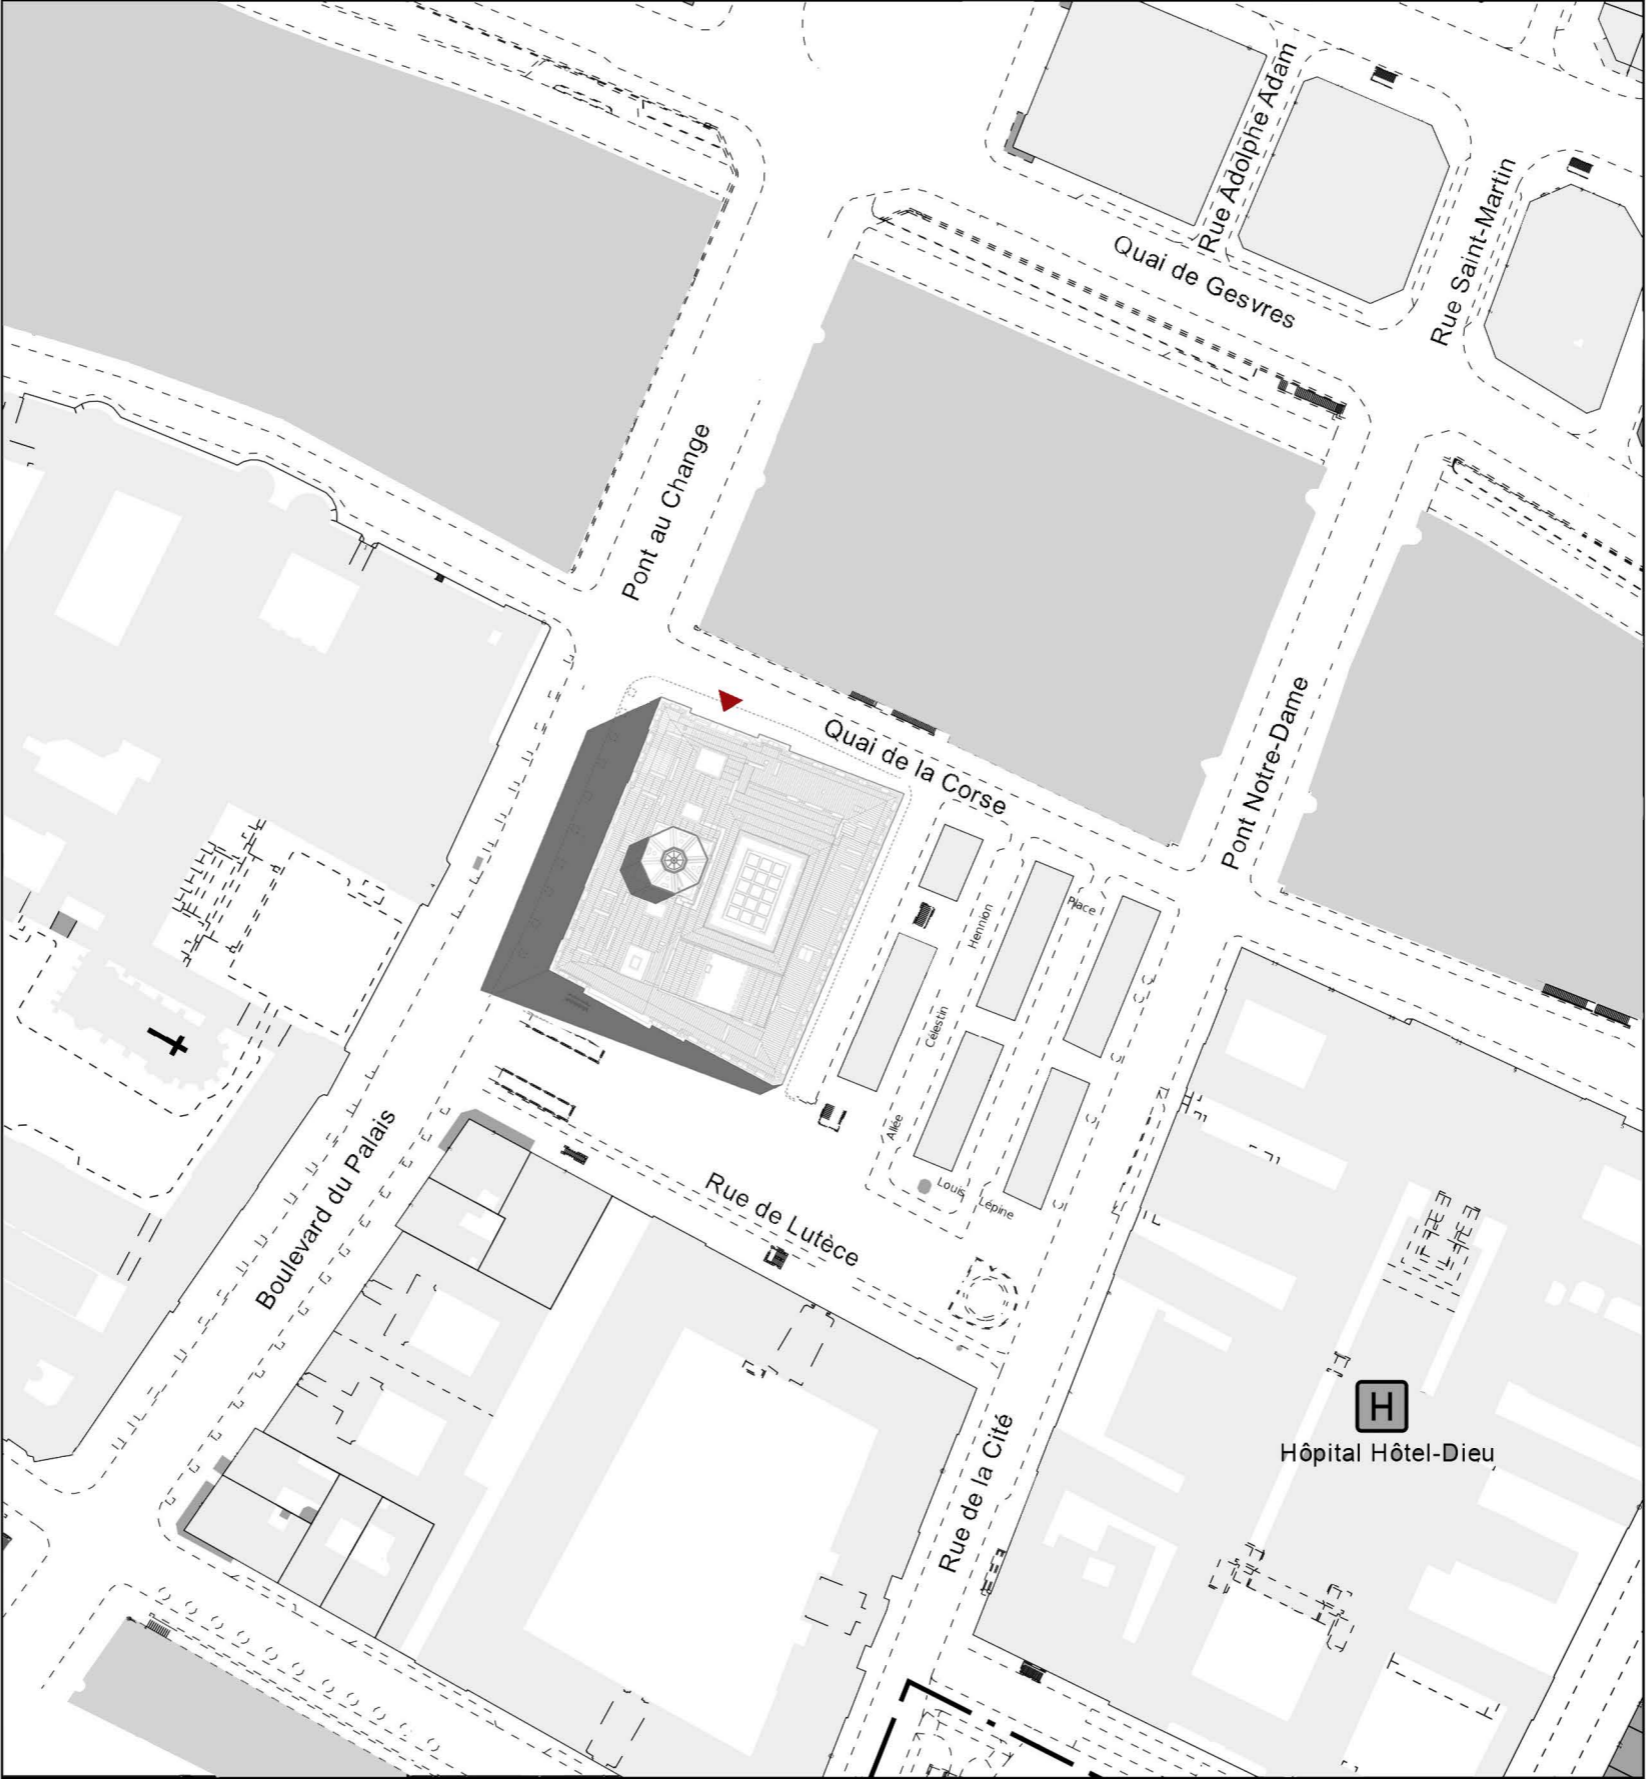 Rue Adolphe Adam
Rue Saint-Martin
Quai de Gesvres
Pont au Change
Quai de la Corse
Pont Notre-Dame
Place
Hennion
Célestin
Allée
Louis
Lépine
Boulevard du Palais
Rue de Lutèce
Rue de la Cité
H
Hôpital Hôtel-Dieu